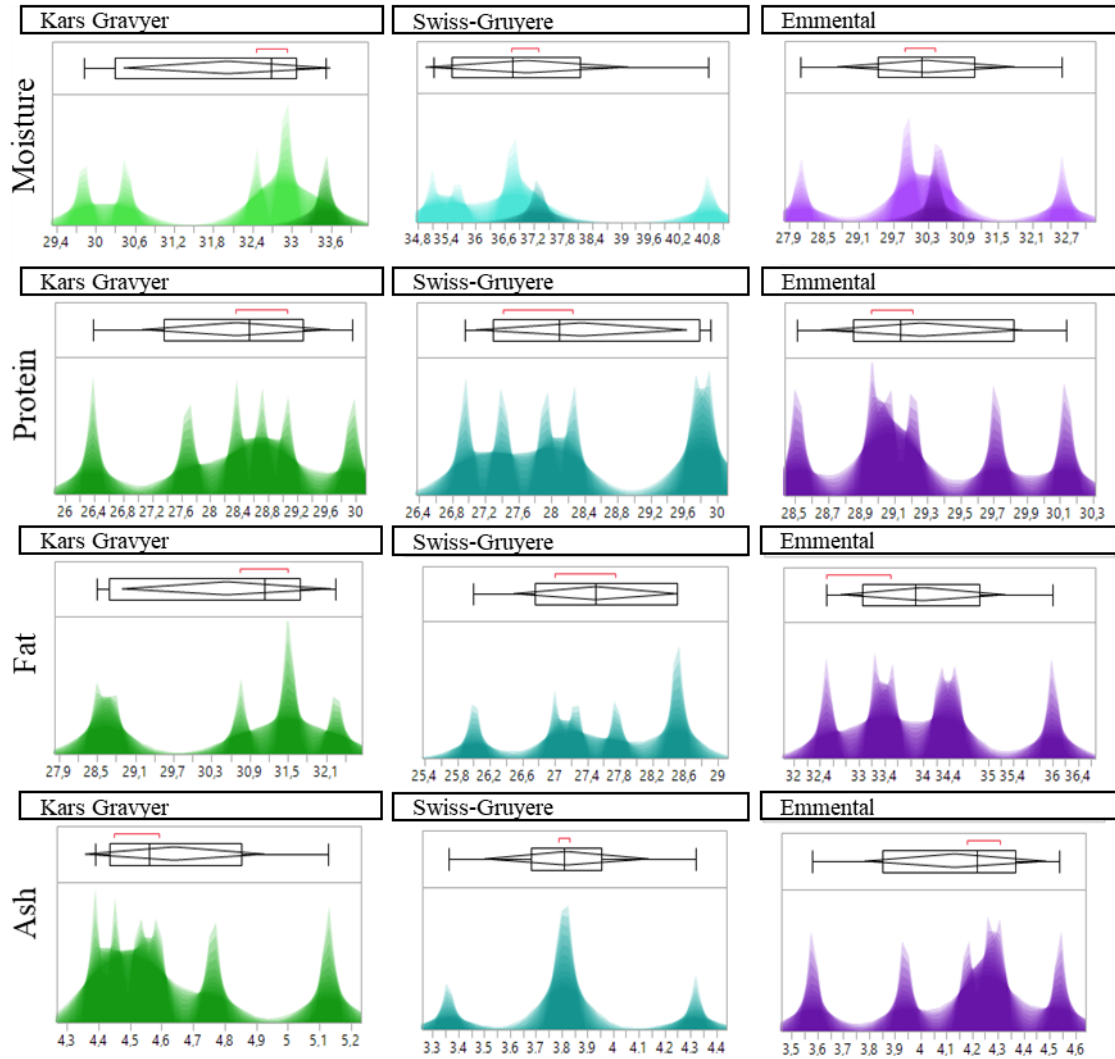 Kars Gravyer Swiss-Gruyere Emmental
Moisture
29,4 30 30,6 31,2 31,8 32,4 33 33,6 34,8 35,4 36 36,6 37,2 37,8 38,4 39 39,6 40,2 40,8 27,9 28,5 29,1 29,7 30,3 30,9 31,5 32,1 32,7
Kars Gravyer Swiss-Gruyere Emmental
Protein
26 26,4 26,8 27,2 27,6 28 28,4 28,8 29,2 29,6 30 26,4 26,8 27,2 27,6 28 28,4 28,8 29,2 29,6 30 28,5 28,7 28,9 29,1 29,3 29,5 29,7 29,9 30,1 30,3
Kars Gravyer Swiss-Gruyere Emmental
Fat
27,9 28,5 29,1 29,7 30,3 30,9 31,5 32,1 25,4 25,8 26,2 26,6 27 27,4 27,8 28,2 28,6 29 32 32,4 33 33,4 34 34,4 35 35,4 36 36,4
Kars Gravyer Swiss-Gruyere Emmental
Ash
4,3 4,4 4,5 4,6 4,7 4,8 4,9 5 5,1 5,2 3.3 3.4 3.5 3.6 3.7 3.8 3.9 4 4.1 4.2 4.3 4.4 3,5 3,6 3,7 3,8 3,9 4 4,1 4,2 4,3 4,4 4,5 4,6